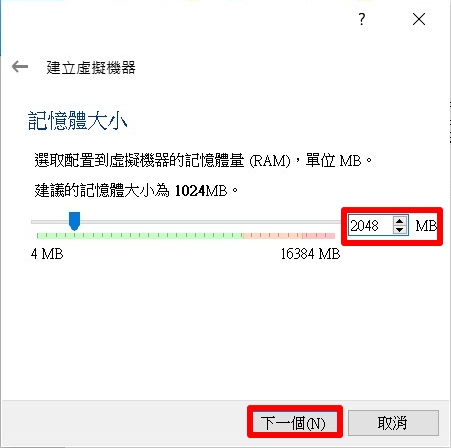 ?
建立虛擬機器
記憶體大小
選取配置到虛擬機器的記憶體量 (RAM)，單位 MB。
建議的記憶體大小為 1024MB。
2048 MB
4 MB 16384 MB
下一個(N) 取消